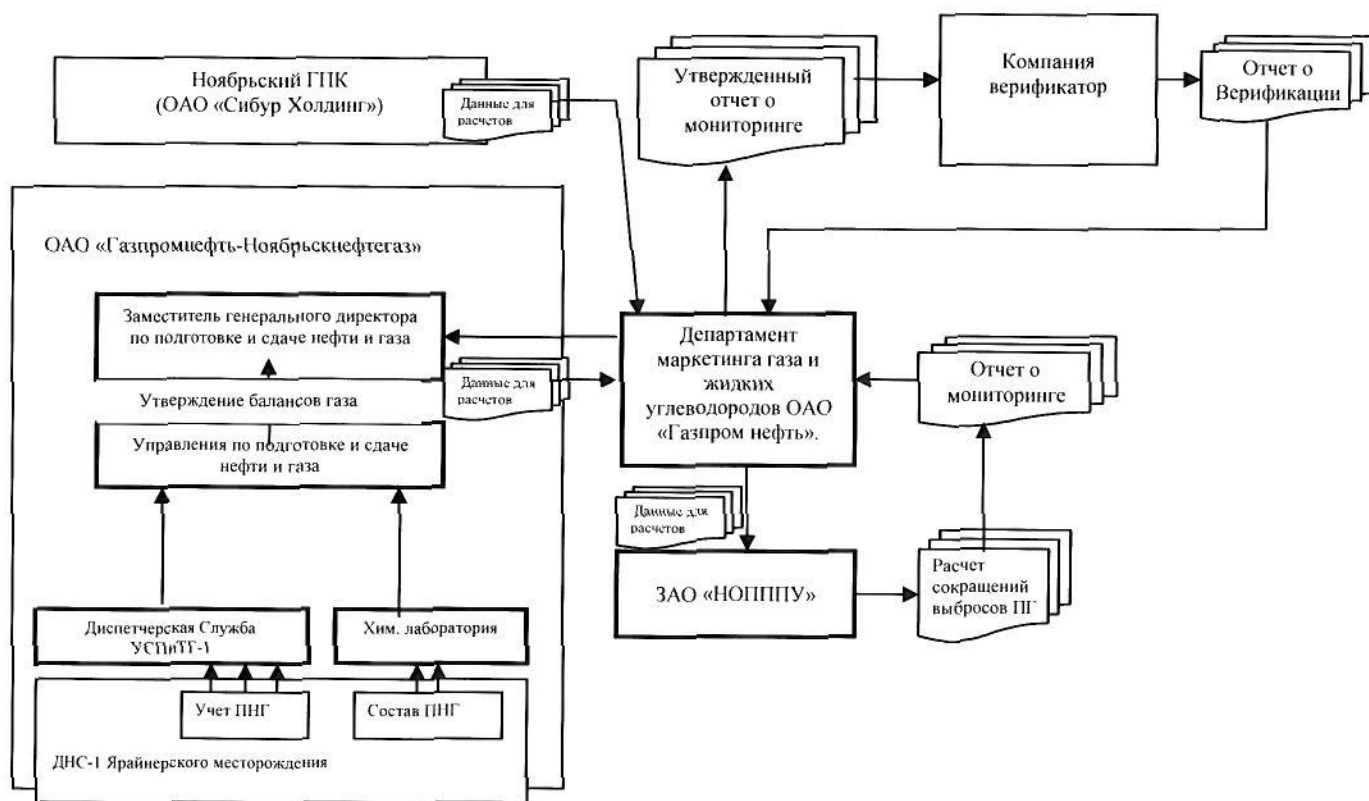 Ноябрьский ГПК
(ОАО «Сибур Холдинг»)
Данные для
расчетов
Утвержденный
отчет о
мониторинге
Компания
верификатор
Отчет о
Верификации
ОАО «Газпромнефть-Ноябрьскнефтегаз»
Заместитель генерального директора
по подготовке и сдаче нефти и газа
Утверждение балансов газа
Данные для
расчетов
Управления по подготовке и сдаче
нефти и газа
Департамент
маркетинга газа и
жидких
углеводородов ОАО
«Газпром нефть».
Отчет о
мониторинге
Данные для
расчетов
ЗАО «НОПППУ»
Расчет
сокращений
выбросов ПГ
Диспетчерская Служба
УСПиТГ-1
Хим. лаборатория
Учет ПНГ
Состав ПНГ
ДНС-1 Ярайнерского месторождения